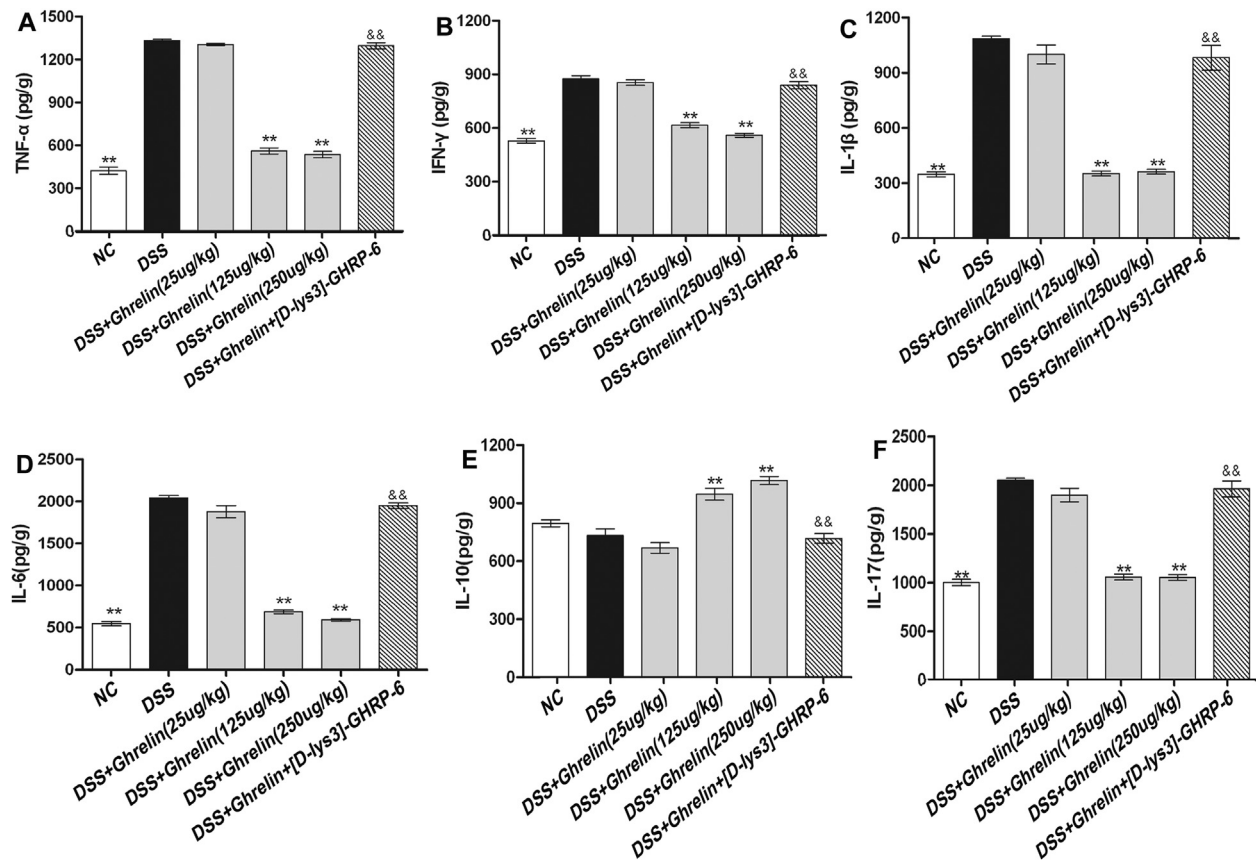 A
TNF-α (pg/g)
1500
1200
900
600
300
0
**
**
**
&&
NC
DSS
DSS+Ghrelin(25ug/kg)
DSS+Ghrelin(125ug/kg)
DSS+Ghrelin(250ug/kg)
DSS+Ghrelin+[D-lys3]-GHRP-6
B
IFN-γ (pg/g)
1200
900
600
300
0
**
**
**
&&
NC
DSS
DSS+Ghrelin(25ug/kg)
DSS+Ghrelin(125ug/kg)
DSS+Ghrelin(250ug/kg)
DSS+Ghrelin+[D-lys3]-GHRP-6
C
IL-1β (pg/g)
1200
900
600
300
0
**
**
**
&&
NC
DSS
DSS+Ghrelin(25ug/kg)
DSS+Ghrelin(125ug/kg)
DSS+Ghrelin(250ug/kg)
DSS+Ghrelin+[D-lys3]-GHRP-6
D
IL-6(pg/g)
2500
2000
1500
1000
500
0
**
**
**
&&
NC
DSS
DSS+Ghrelin(25ug/kg)
DSS+Ghrelin(125ug/kg)
DSS+Ghrelin(250ug/kg)
DSS+Ghrelin+[D-lys3]-GHRP-6
E
IL-10(pg/g)
1200
900
600
300
0
**
**
&&
NC
DSS
DSS+Ghrelin(25ug/kg)
DSS+Ghrelin(125ug/kg)
DSS+Ghrelin(250ug/kg)
DSS+Ghrelin+[D-lys3]-GHRP-6
F
IL-17(pg/g)
2500
2000
1500
1000
500
0
**
**
**
&&
NC
DSS
DSS+Ghrelin(25ug/kg)
DSS+Ghrelin(125ug/kg)
DSS+Ghrelin(250ug/kg)
DSS+Ghrelin+[D-lys3]-GHRP-6